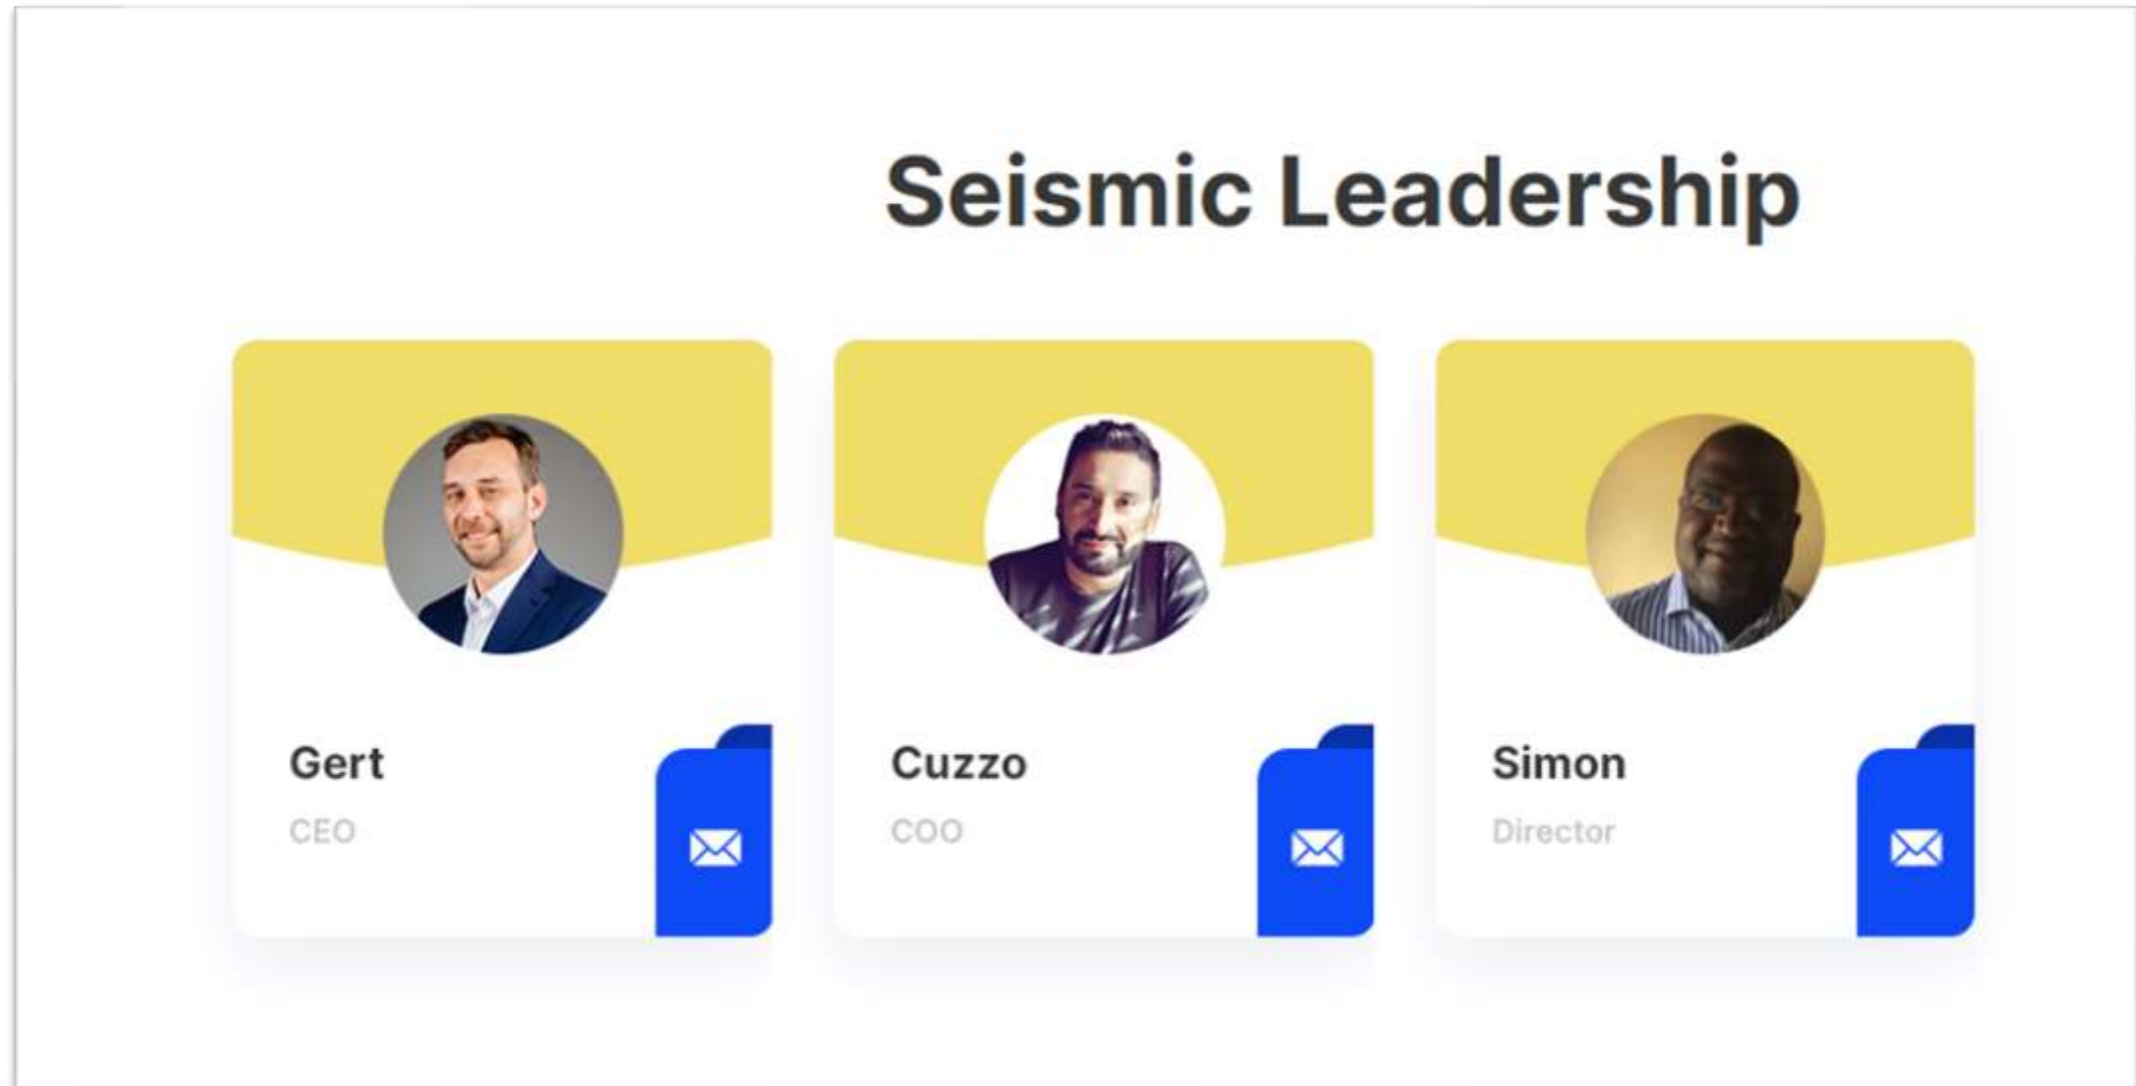 Seismic Leadership
Gert
CEO
Cuzzo
COO
Simon
Director